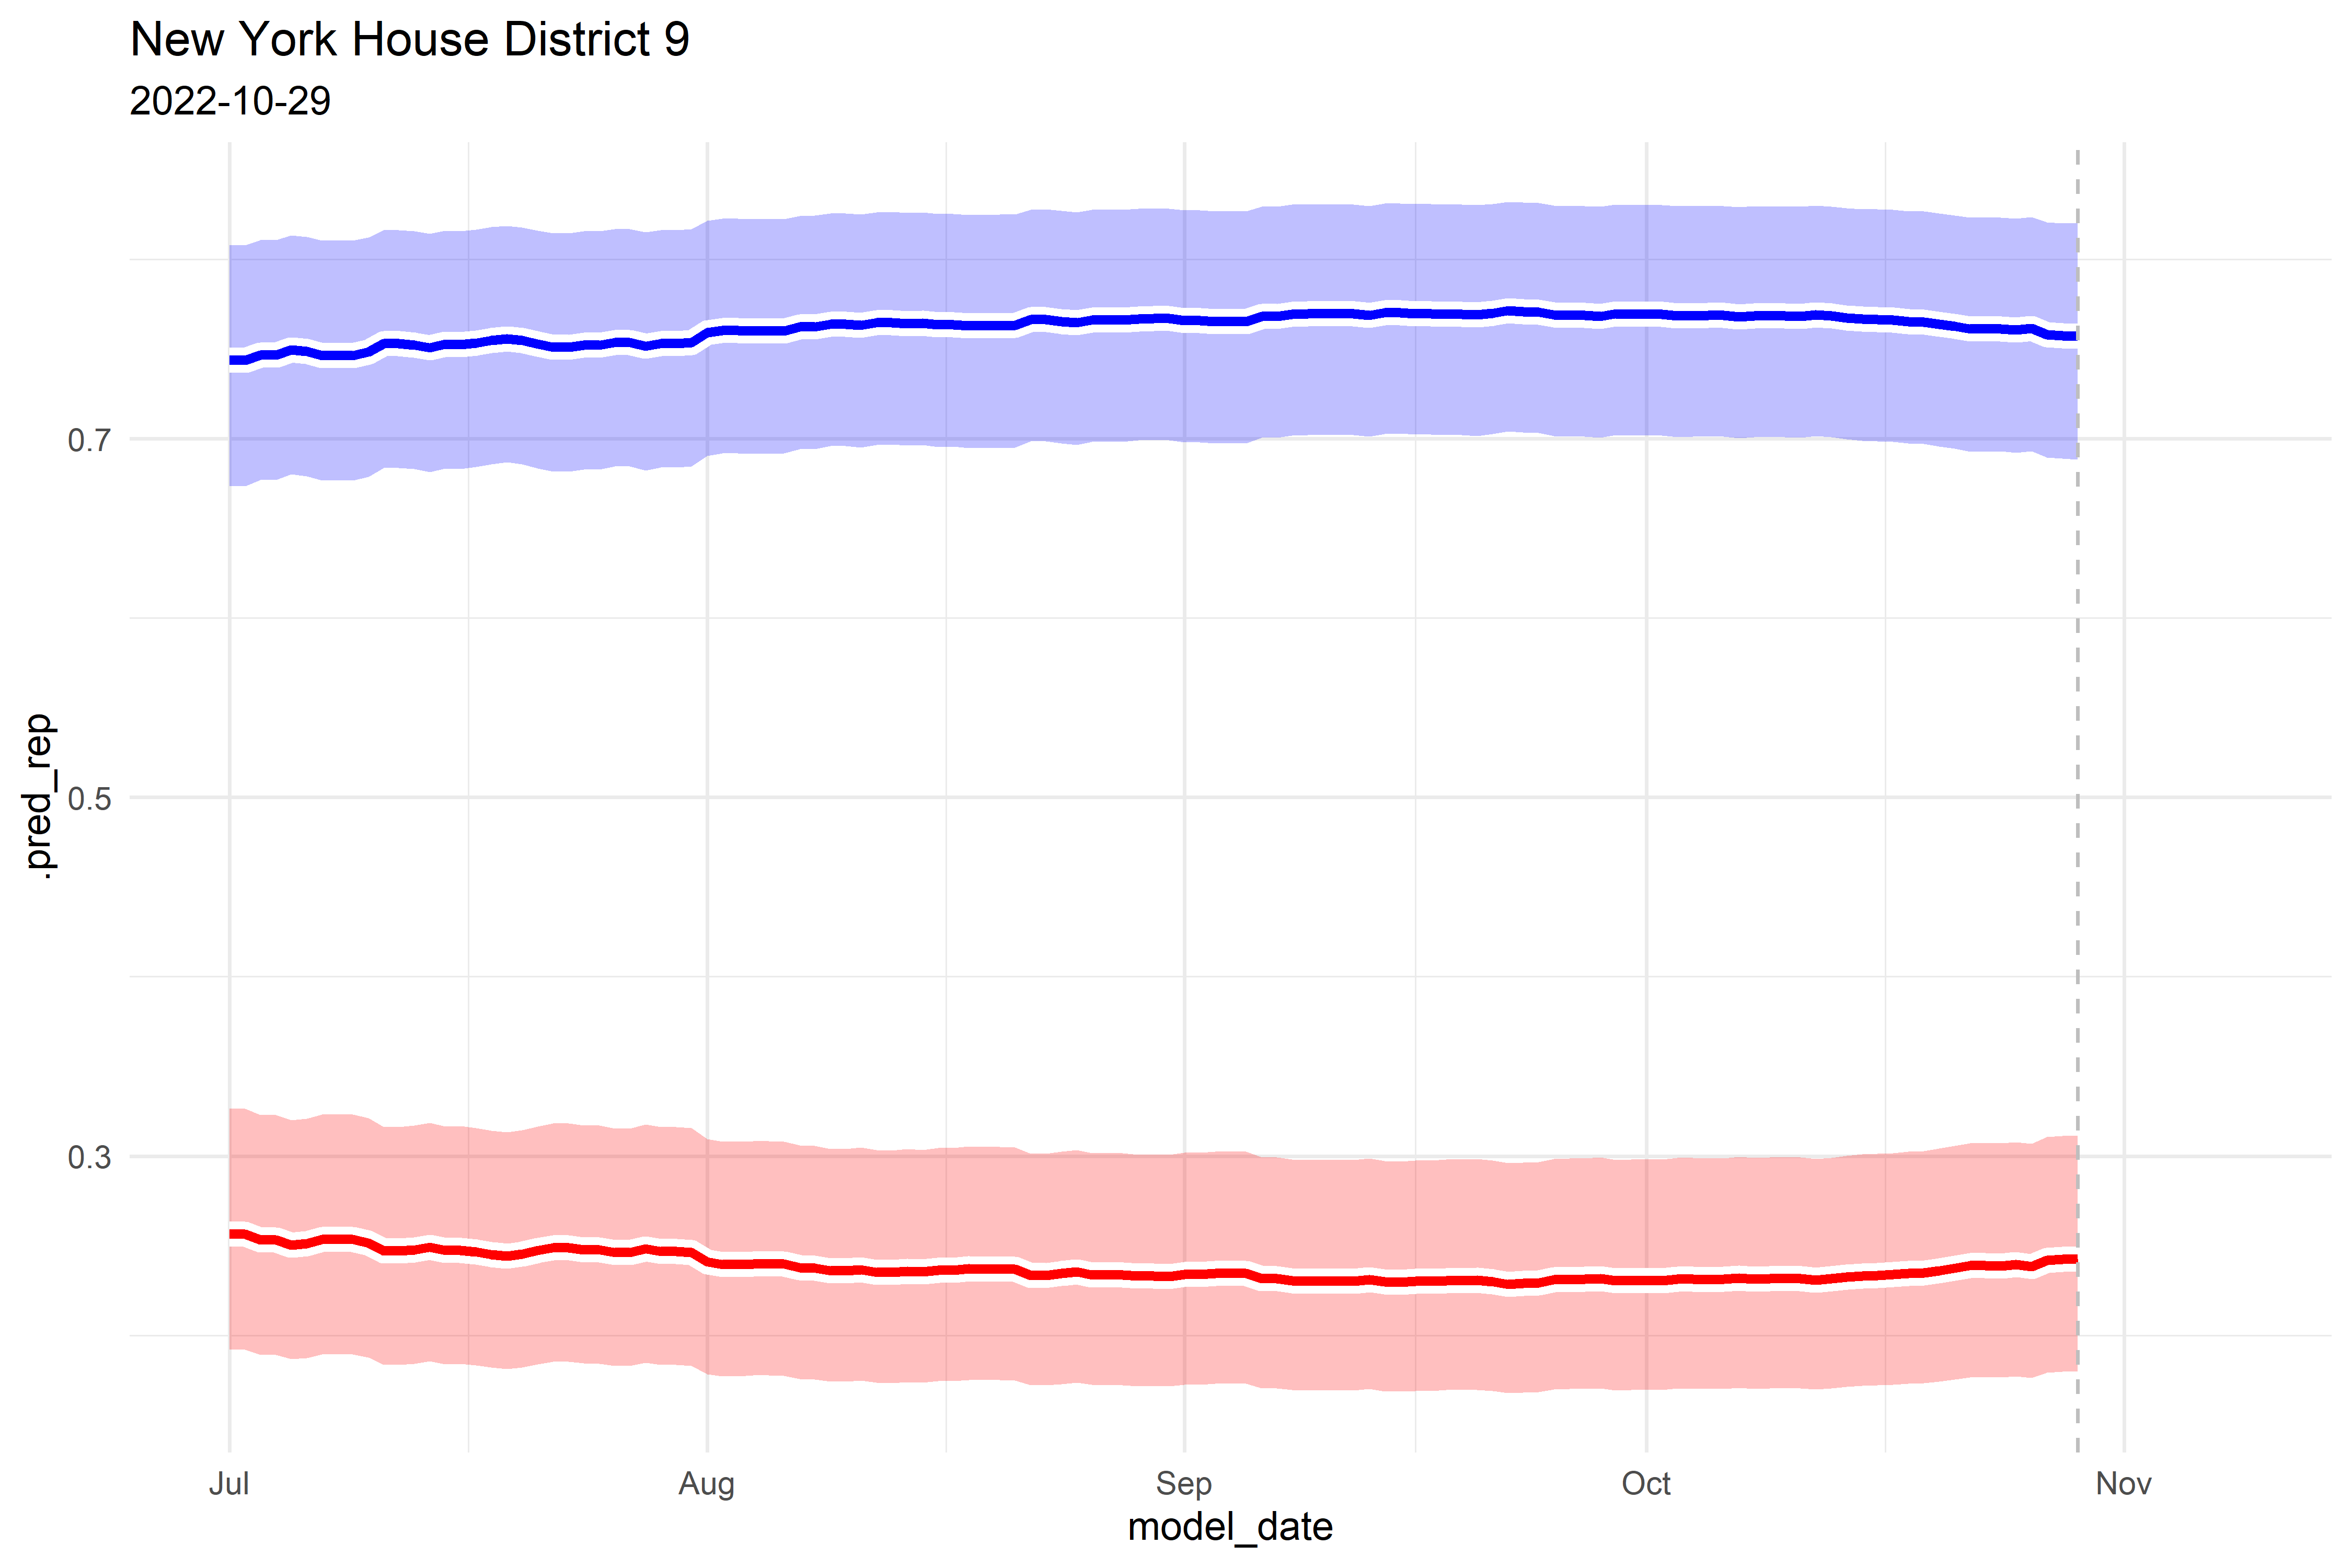 New York House District 9
2022-10-29
.pred_rep
0.7
0.5
0.3
Jul Aug Sep Oct Nov
model_date